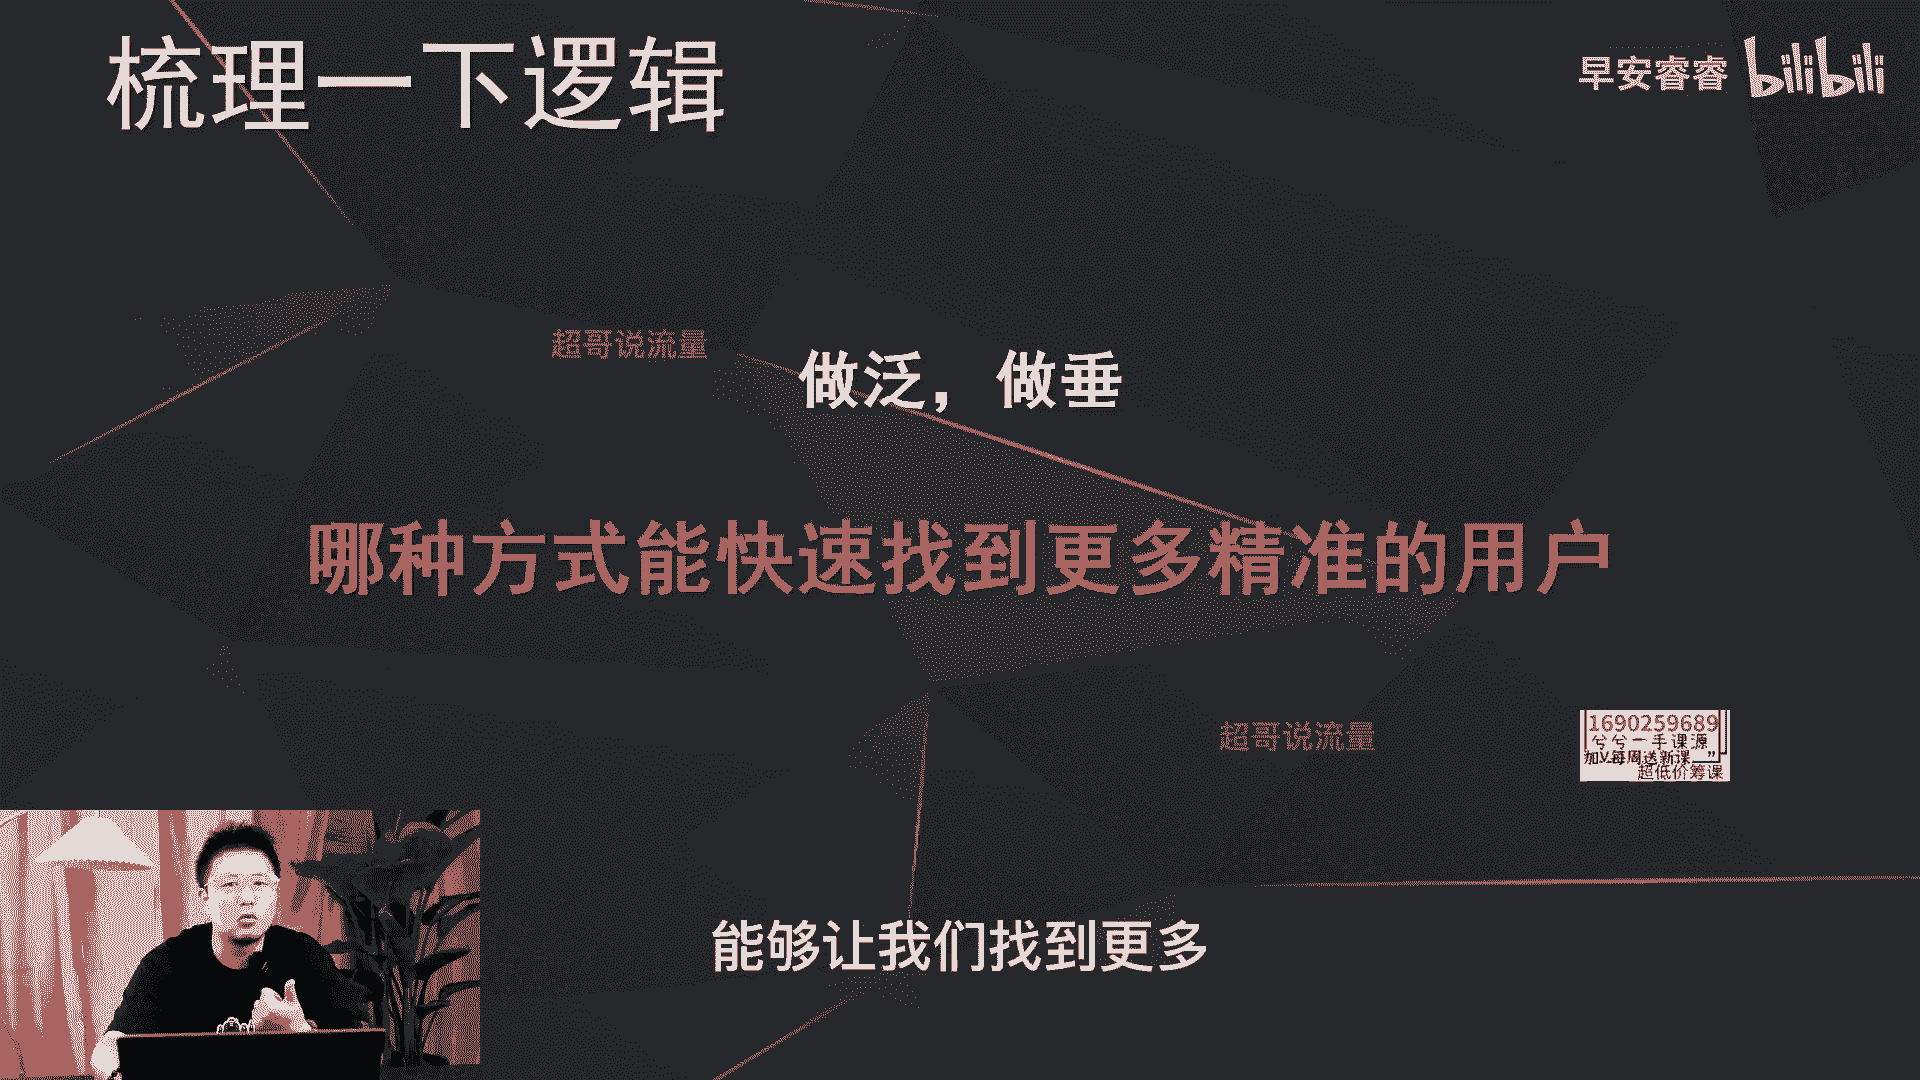 梳理一下逻辑
早安睿睿 bilibili
超哥说流量
做泛，做垂
哪种方式能快速找到更多精准的用户
超哥说流量
1690259689
兮兮一手课源
加V每周送新课
超低价筹课
能够让我们找到更多